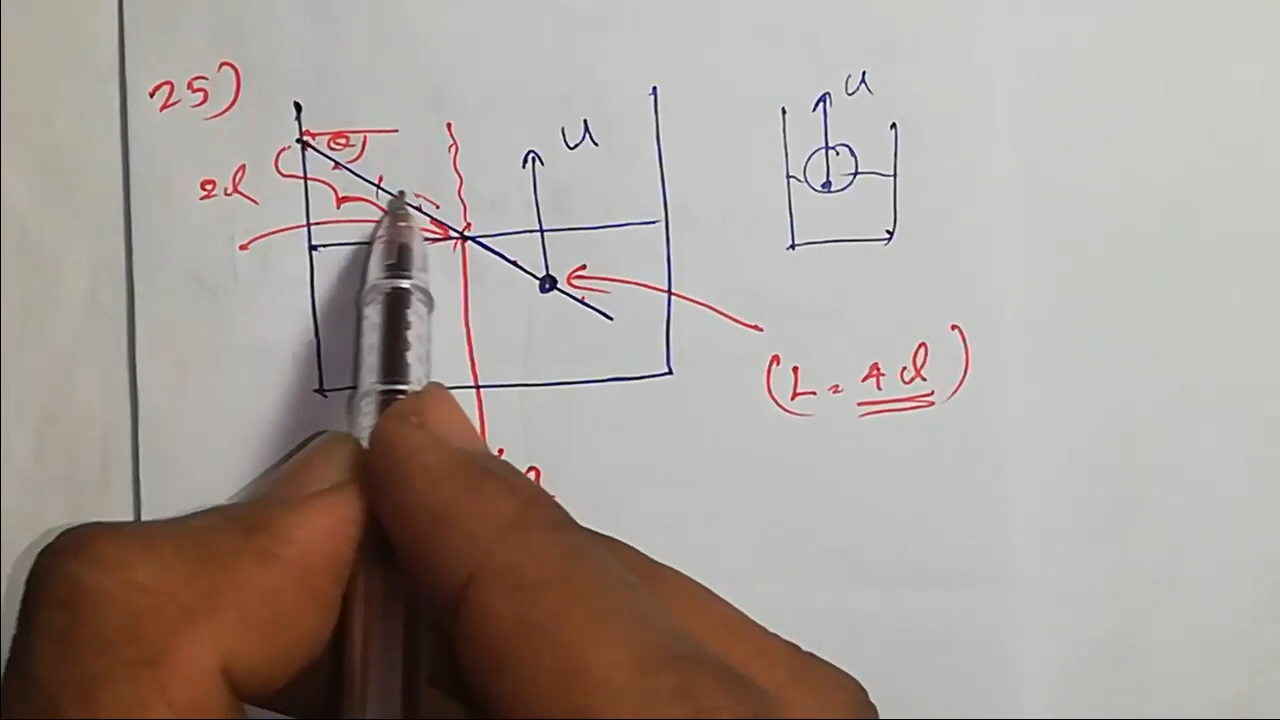 25)
u
u
θ
2l
(L = 4l)